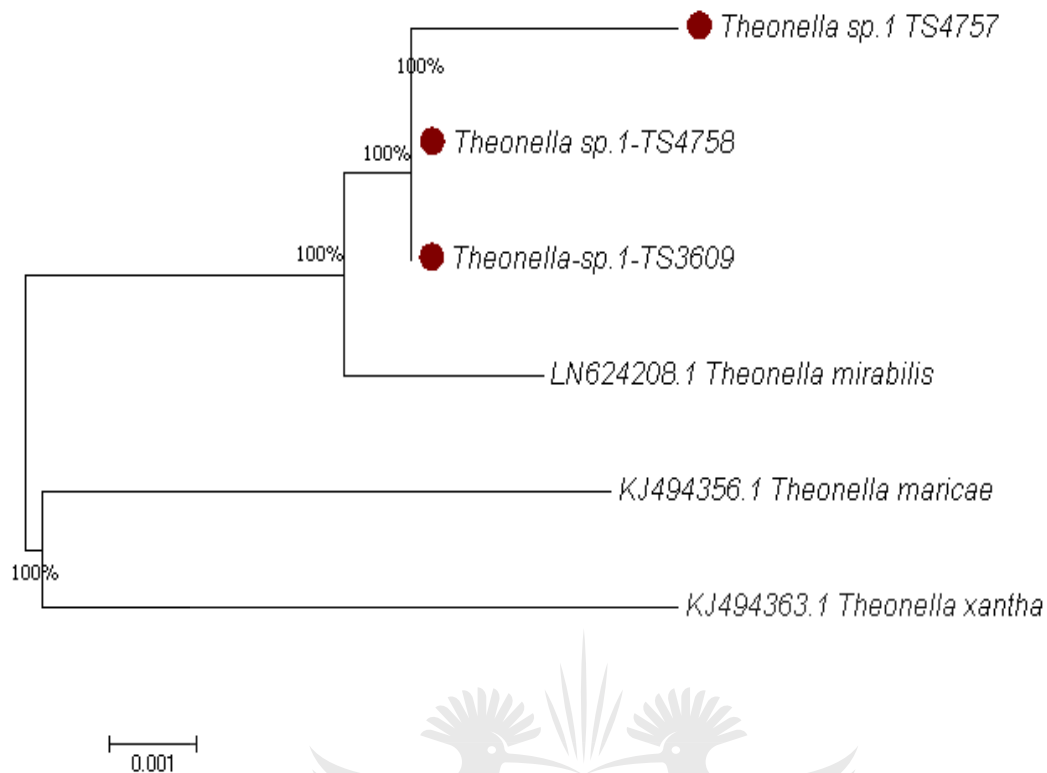 Theonella sp.1 TS4757
100%
Theonella sp.1-TS4758
100%
Theonella-sp.1-TS3609
100%
LN624208.1 Theonella mirabilis
KJ494356.1 Theonella maricae
100%
KJ494363.1 Theonella xantha
0.001